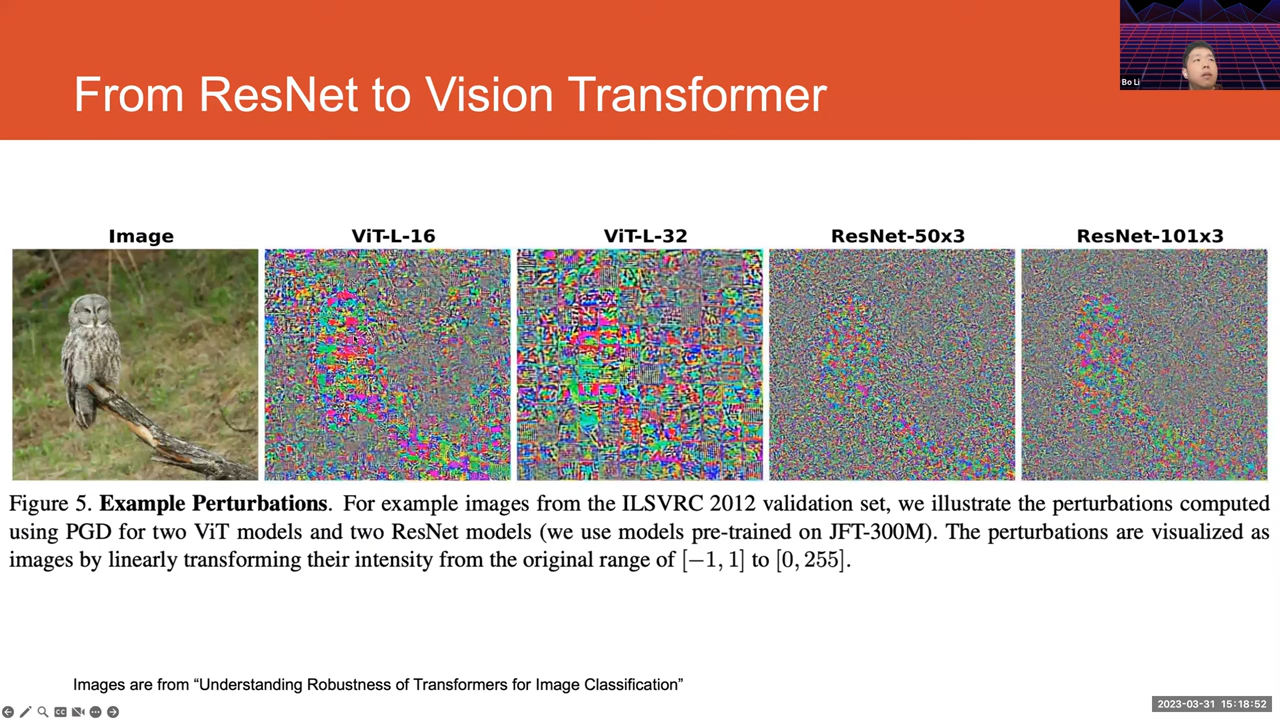 From ResNet to Vision Transformer
Bo Li
Image
ViT-L-16
ViT-L-32
ResNet-50x3
ResNet-101x3
Figure 5. Example Perturbations. For example images from the ILSVRC 2012 validation set, we illustrate the perturbations computed
using PGD for two ViT models and two ResNet models (we use models pre-trained on JFT-300M). The perturbations are visualized as
images by linearly transforming their intensity from the original range of [−1, 1] to [0, 255].
Images are from “Understanding Robustness of Transformers for Image Classification”
CC
2023-03-31 15:18:52